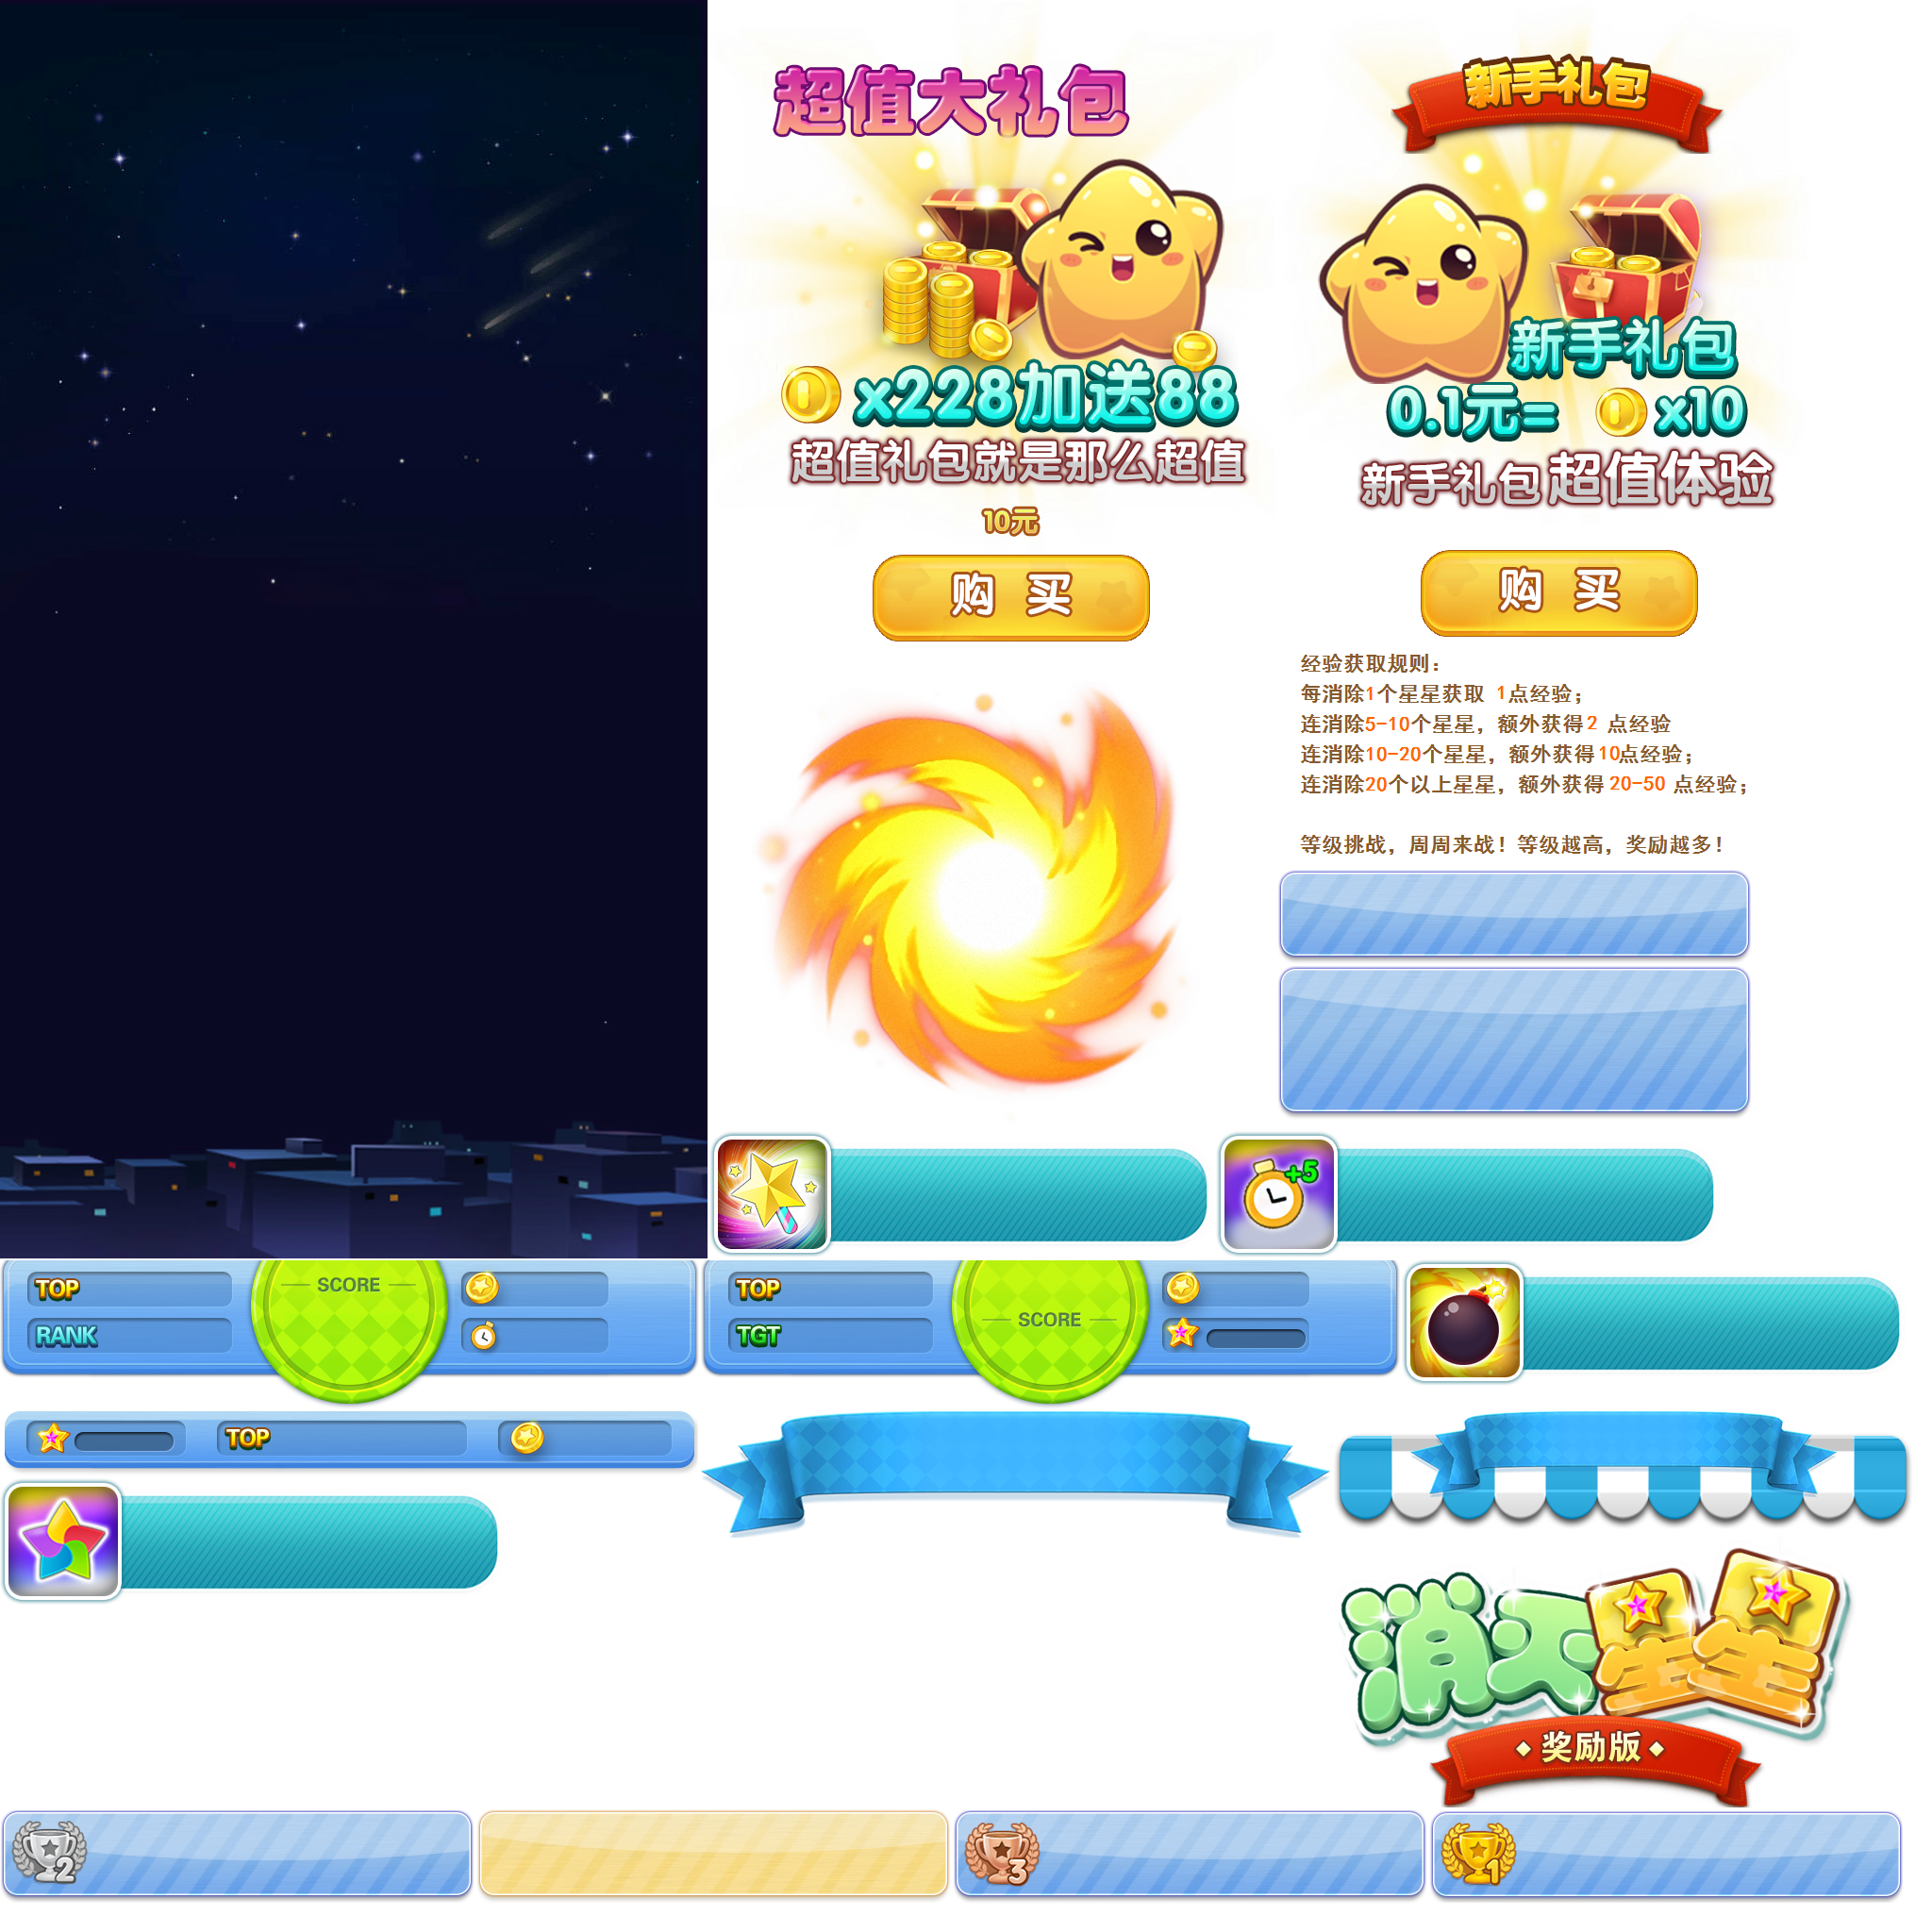 超值大礼包
x228加送88
超值礼包就是那么超值
10元
购 买
新手礼包
新手礼包
0.1元= x10
新手礼包超值体验
购 买
经验获取规则：
每消除1个星星获取 1点经验；
连消除5-10个星星，额外获得2 点经验
连消除10-20个星星，额外获得10点经验；
连消除20个以上星星，额外获得 20-50 点经验；
等级挑战，周周来战！等级越高，奖励越多！
+5
TOP
SCORE
RANK
TOP
SCORE
TGT
TOP
消灭星星
奖励版
2
3
1